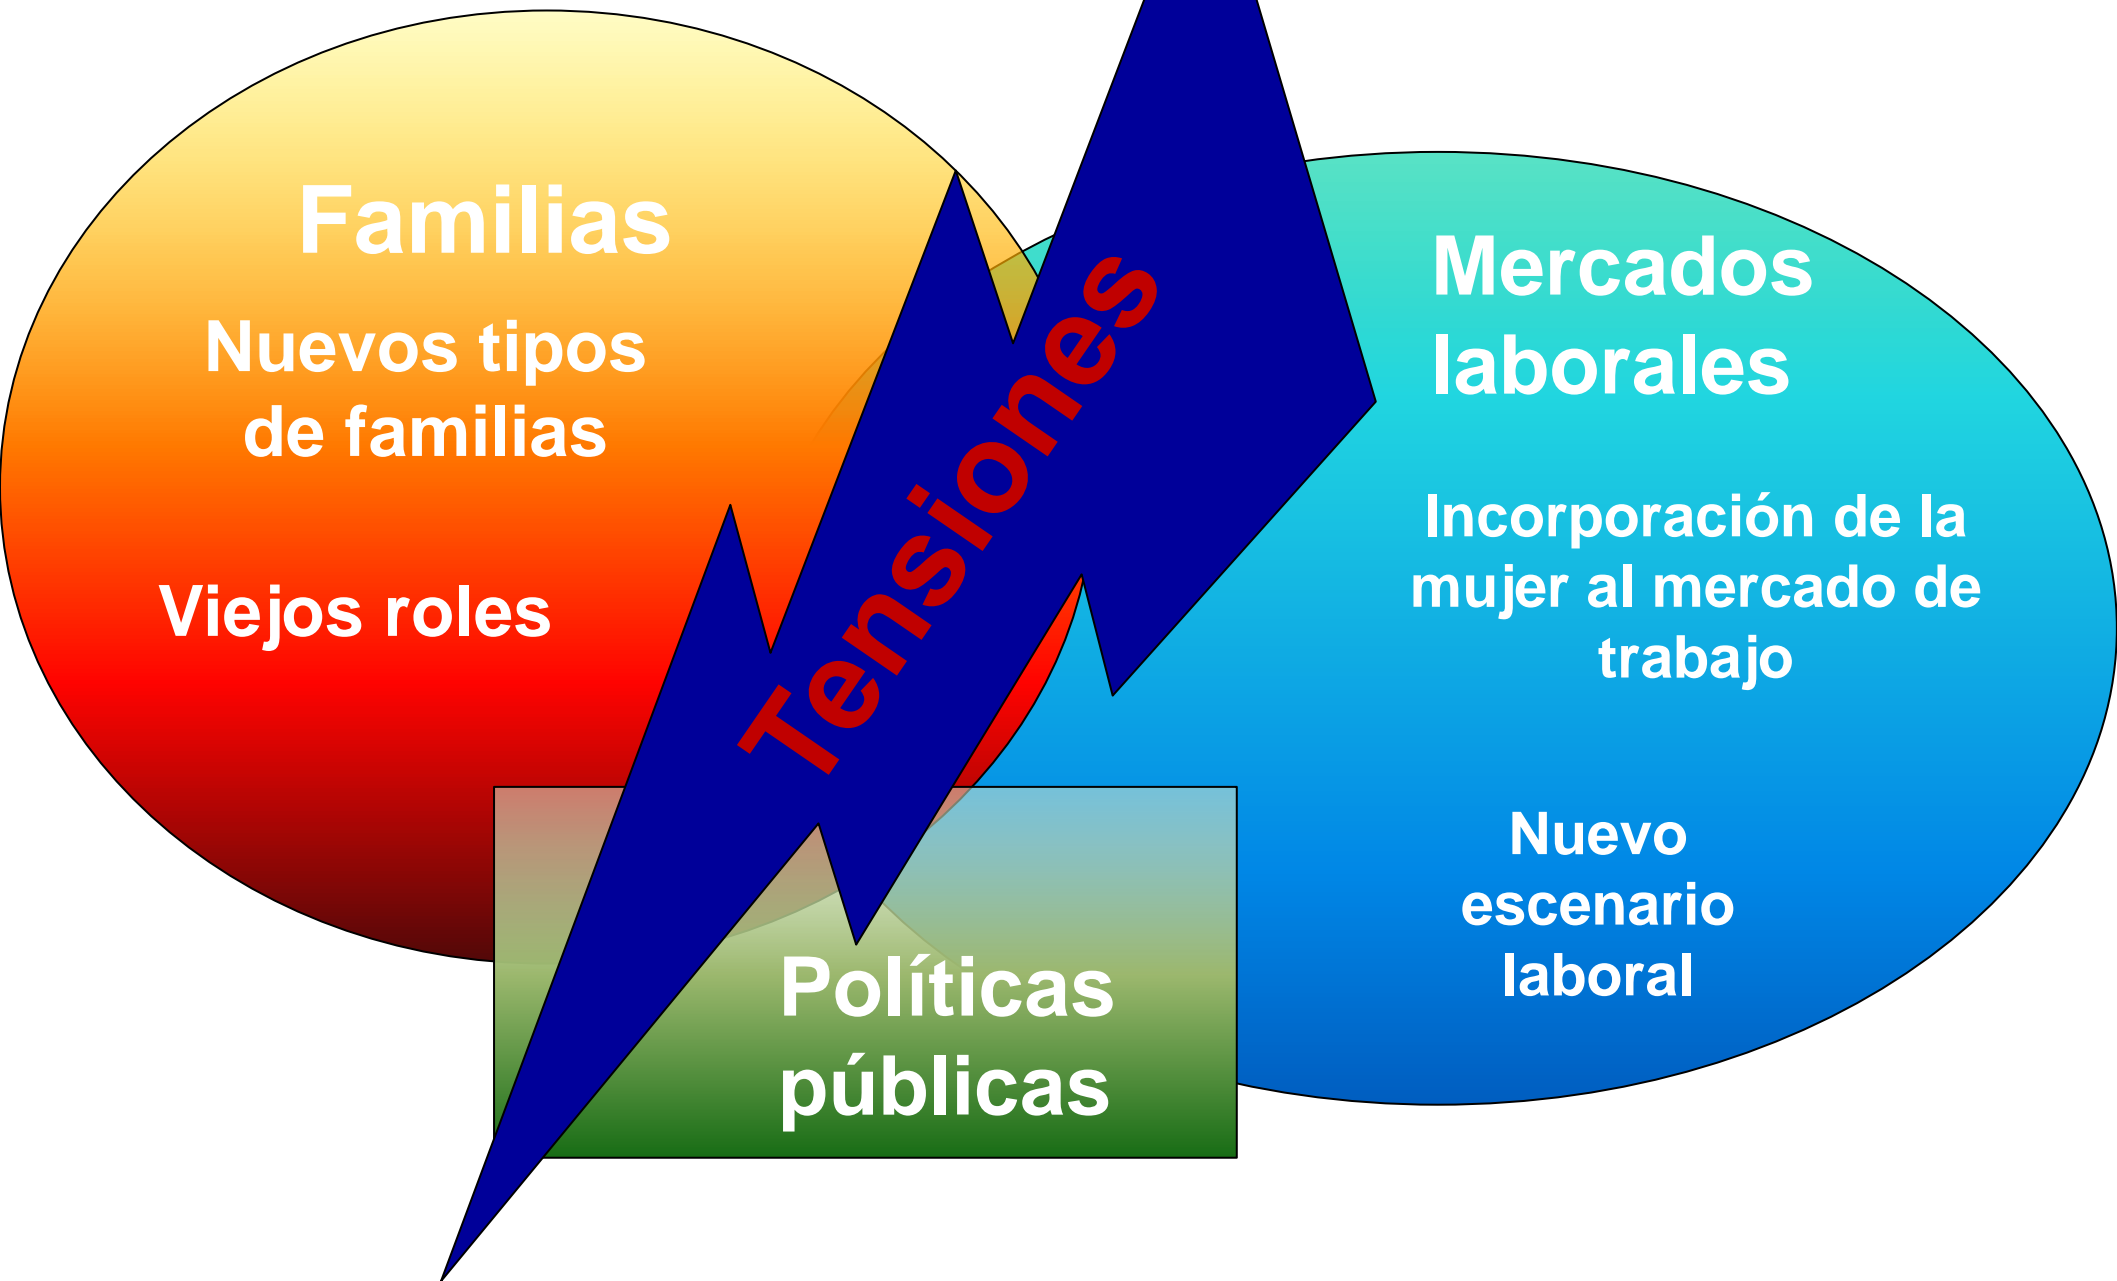 Familias
Nuevos tipos
de familias
Viejos roles
Tensiones
Mercados
laborales
Incorporación de la
mujer al mercado de
trabajo
Nuevo
escenario
laboral
Políticas
públicas